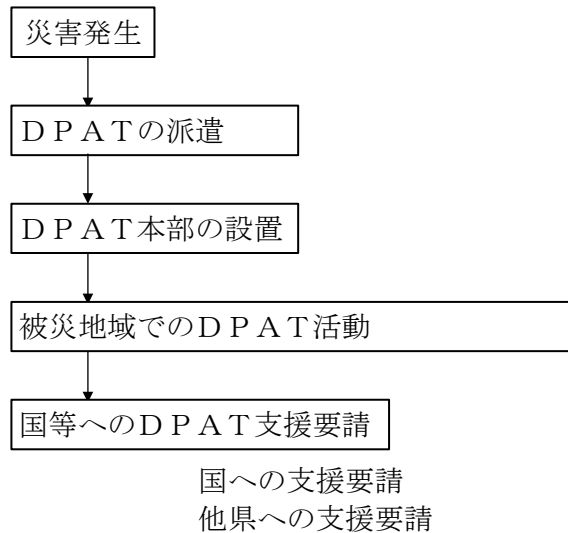 災害発生
ＤＰＡＴの派遣
ＤＰＡＴ本部の設置
被災地域でのＤＰＡＴ活動
国等へのＤＰＡＴ支援要請
国への支援要請
他県への支援要請